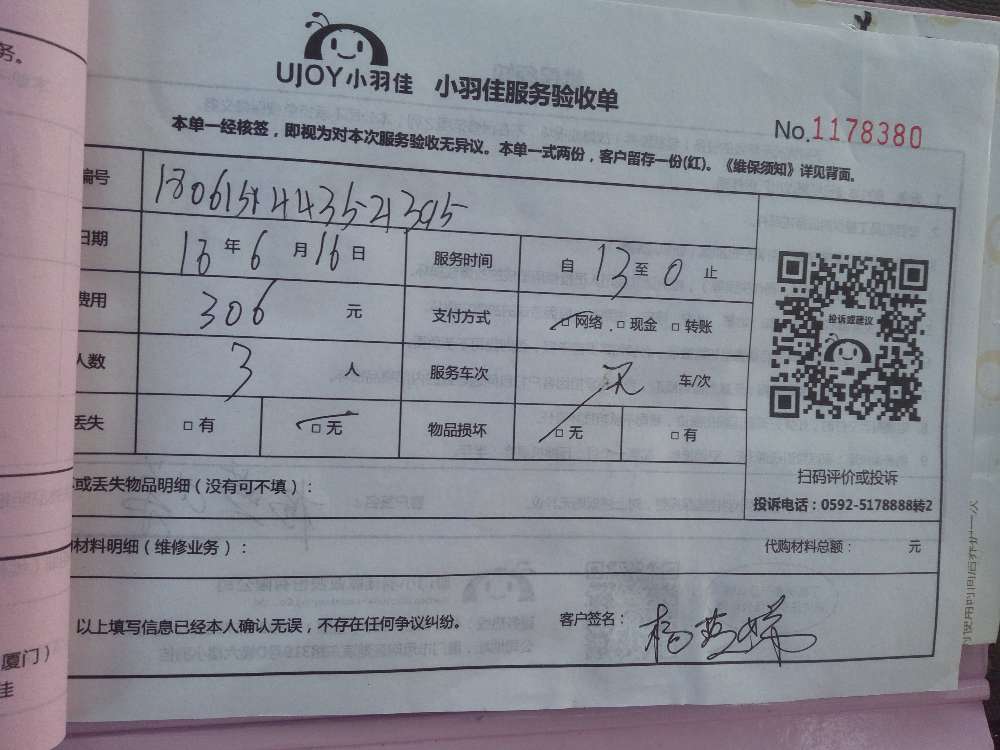 务。
UJOY小羽佳 小羽佳服务验收单
No.1178380
本单一经核签，即视为对本次服务验收无异议。本单一式两份，客户留存一份(红)。《维保须知》详见背面。
编号
日期 年 6 月 16 日 服务时间 自 13 至 0 止
费用 306 元 支付方式 □ 网络 □ 现金 □ 转账
人数 3 人 服务车次 车/次
丢失 □ 有 □ 无 物品损坏 □ 无 □ 有
投诉或建议
扫码评价或投诉
投诉电话：0592-5178888转2
或丢失物品明细（没有可不填）：
材料明细（维修业务）： 代购材料总额： 元
以上填写信息已经本人确认无误，不存在任何争议纠纷。 客户签名：
厦门）
佳